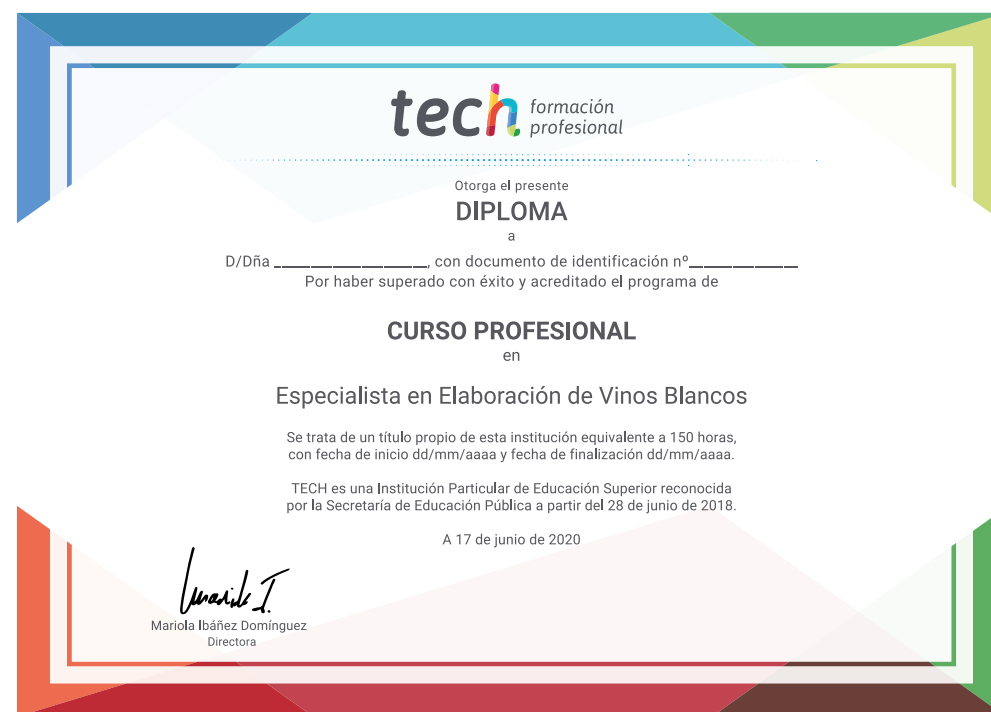 tech formación
profesional
Otorga el presente
DIPLOMA
a
D/Dña ____________________, con documento de identificación nº______________
Por haber superado con éxito y acreditado el programa de
CURSO PROFESIONAL
en
Especialista en Elaboración de Vinos Blancos
Se trata de un título propio de esta institución equivalente a 150 horas,
con fecha de inicio dd/mm/aaaa y fecha de finalización dd/mm/aaaa.
TECH es una Institución Particular de Educación Superior reconocida
por la Secretaría de Educación Pública a partir del 28 de junio de 2018.
A 17 de junio de 2020
Mariola Ibáñez Domínguez
Directora